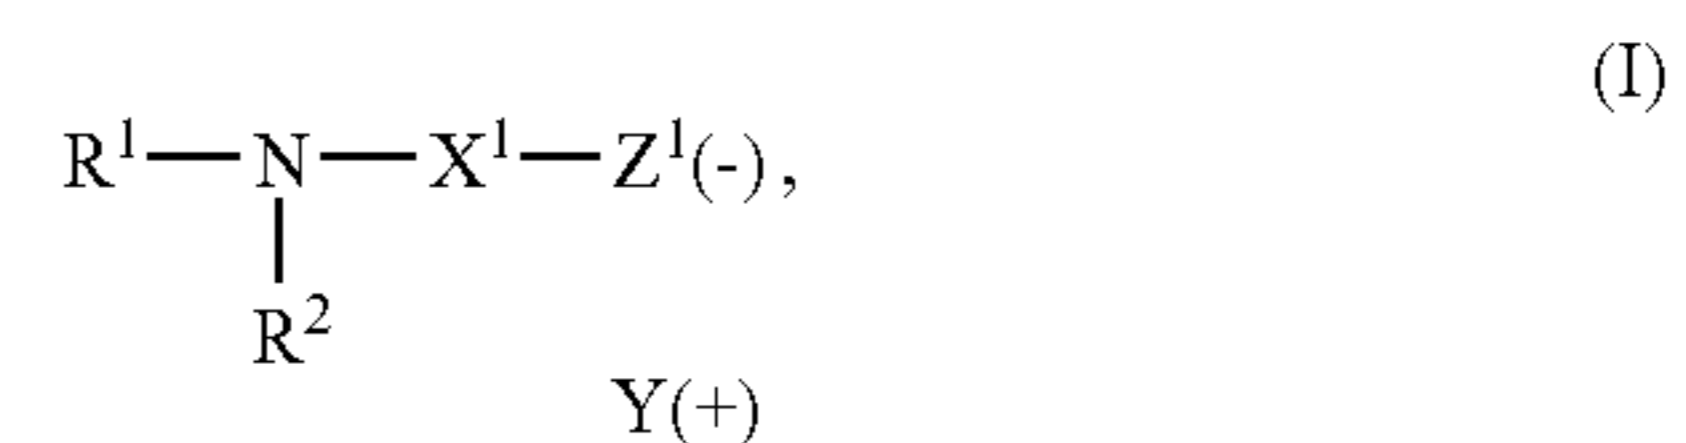 (I)
R¹—N—X¹—Z¹(-),
R²
Y(+)